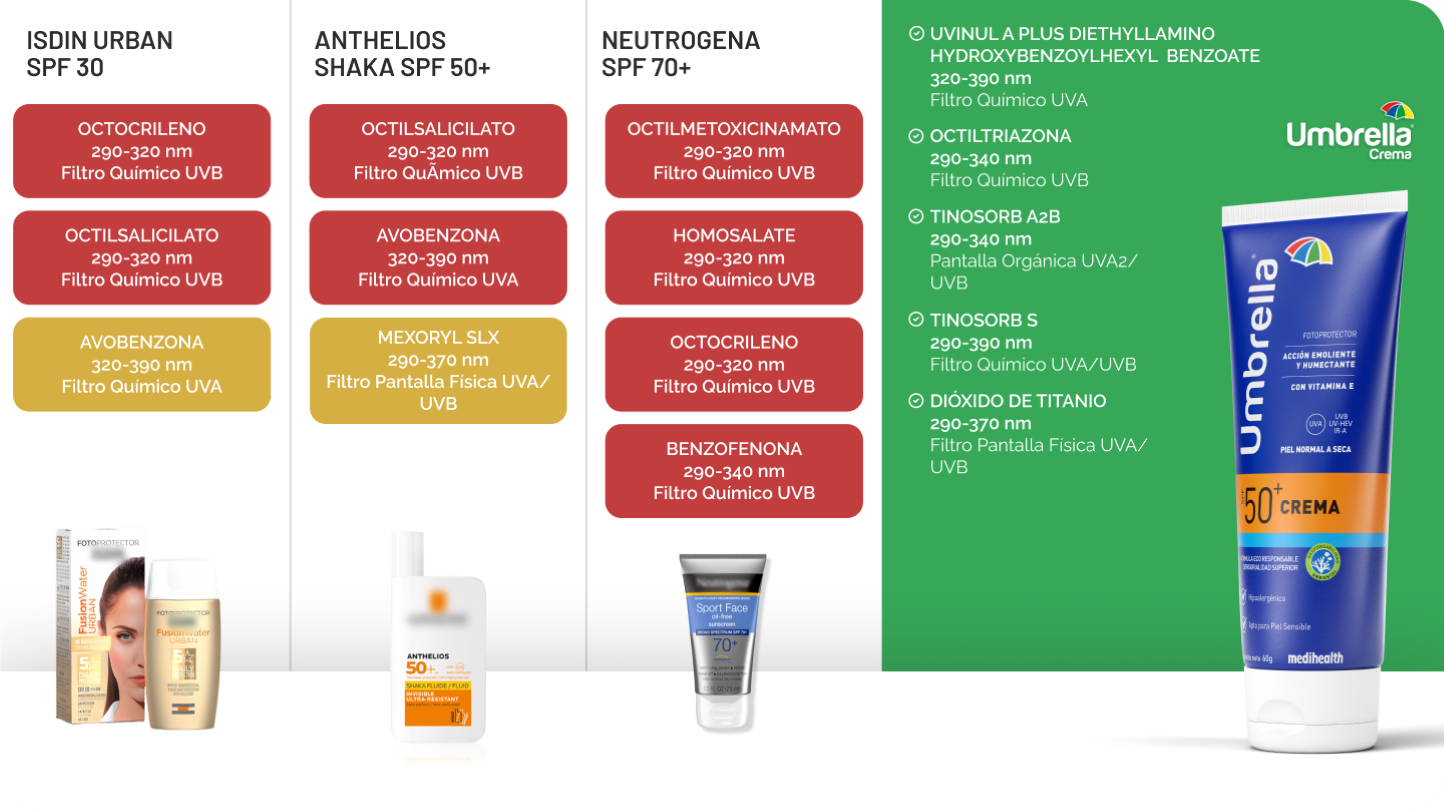 ISDIN URBAN
SPF 30
OCTOCRILENO
290-320 nm
Filtro Químico UVB
OCTILSALICILATO
290-320 nm
Filtro Químico UVB
AVOBENZONA
320-390 nm
Filtro Químico UVA
FOTOPROTECTOR
FusionWater
URBAN
FOTOPROTECTOR
FusionWater
URBAN
ANTHELIOS
SHAKA SPF 50+
OCTILSALICILATO
290-320 nm
Filtro QuÃmico UVB
AVOBENZONA
320-390 nm
Filtro Químico UVA
MEXORYL SLX
290-370 nm
Filtro Pantalla Física UVA/
UVB
ANTHELIOS
50+
SHAKA FLUIDE / FLUID
INVISIBLE
ULTRA-RESISTANT
NEUTROGENA
SPF 70+
OCTILMETOXICINAMATO
290-320 nm
Filtro Químico UVB
HOMOSALATE
290-320 nm
Filtro Químico UVB
OCTOCRILENO
290-320 nm
Filtro Químico UVB
BENZOFENONA
290-340 nm
Filtro Químico UVB
Neutrogena
Sport Face
oil-free
sunscreen
BROAD SPECTRUM SPF 70+
70+
UVINUL A PLUS DIETHYLLAMINO
HYDROXYBENZOYLHEXYL BENZOATE
320-390 nm
Filtro Químico UVA
OCTILTRIAZONA
290-340 nm
Filtro Químico UVB
TINOSORB A2B
290-340 nm
Pantalla Orgánica UVA2/
UVB
TINOSORB S
290-390 nm
Filtro Químico UVA/UVB
DIÓXIDO DE TITANIO
290-370 nm
Filtro Pantalla Física UVA/
UVB
Umbrella
Crema
Umbrella
FOTOPROTECTOR
ACCIÓN EMOLIENTE
Y HUMECTANTE
CON VITAMINA E
UVA
UVB
UV-HEV
IR-A
PIEL NORMAL A SECA
SPF 50+ CREMA
FÓRMULA ECO RESPONSABLE
SENSORIALIDAD SUPERIOR
Hipoalergénico
Apto para Piel Sensible
neto 60g
medihealth